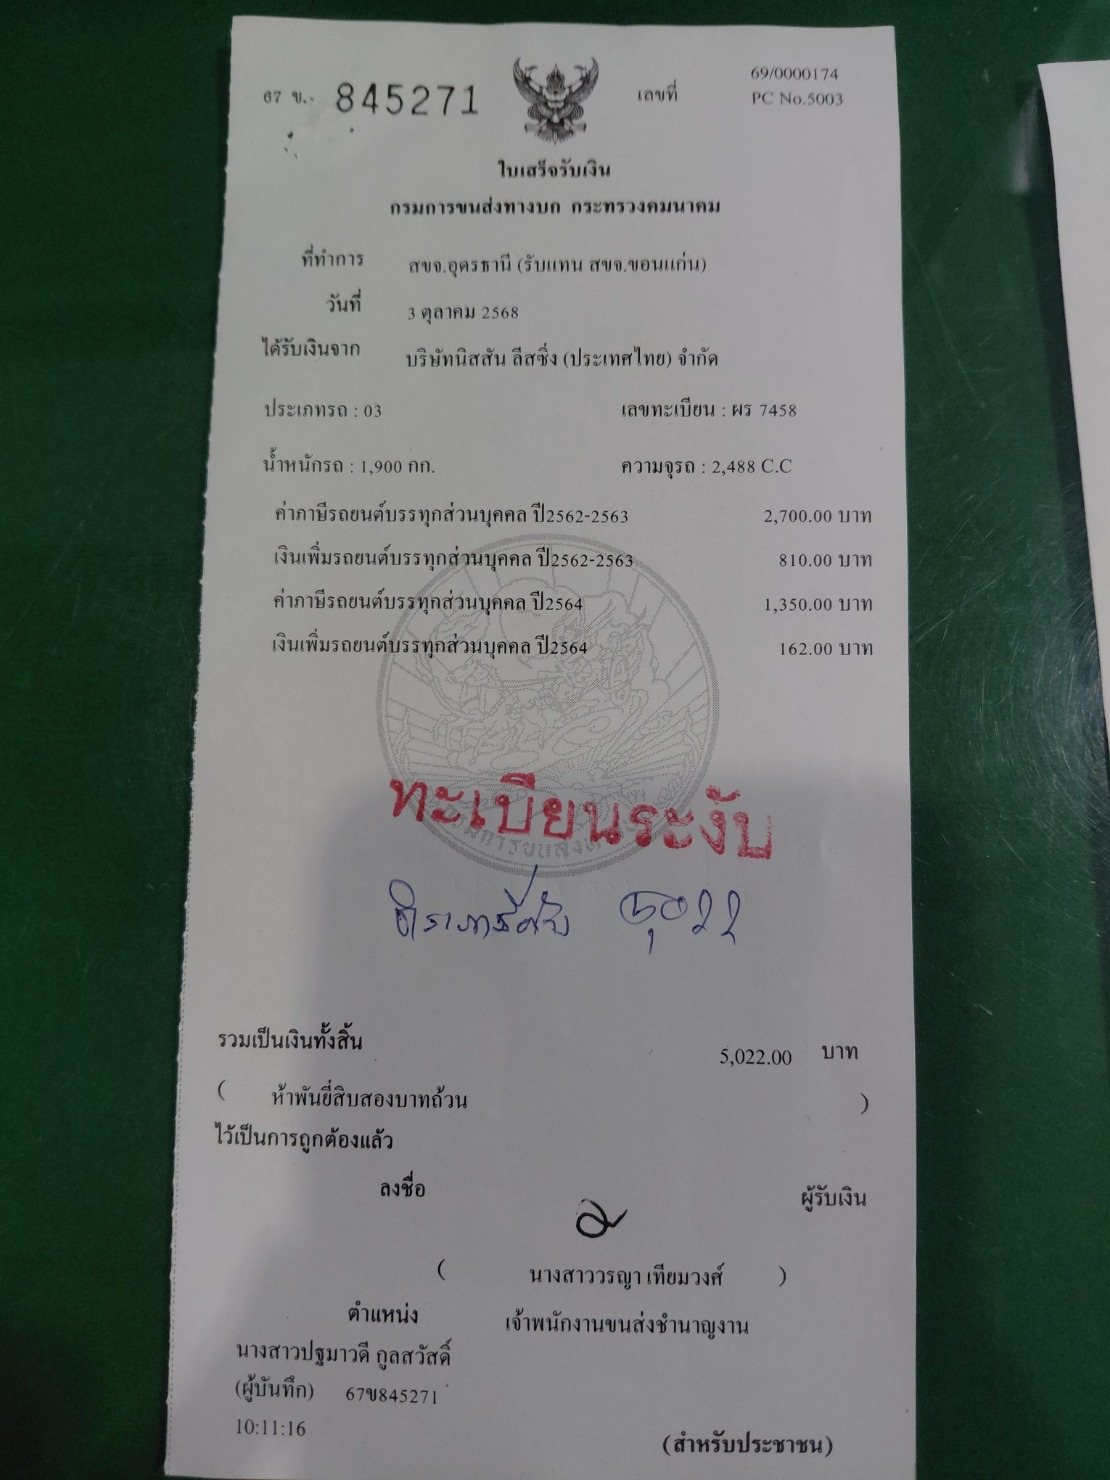 67 ข.- 845271
เลขที่ 69/0000174
PC No.5003
ใบเสร็จรับเงิน
กรมการขนส่งทางบก กระทรวงคมนาคม
ที่ทำการ สขจ.อุดรธานี (รับแทน สขจ.ขอนแก่น)
วันที่ 3 ตุลาคม 2568
ได้รับเงินจาก บริษัทนิสสัน ลีสซิ่ง (ประเทศไทย) จำกัด
ประเภทรถ : 03 เลขทะเบียน : ผร 7458
น้ำหนักรถ : 1,900 กก. ความจุรถ : 2,488 C.C
ค่าภาษีรถยนต์บรรทุกส่วนบุคคล ปี2562-2563 2,700.00 บาท
เงินเพิ่มรถยนต์บรรทุกส่วนบุคคล ปี2562-2563 810.00 บาท
ค่าภาษีรถยนต์บรรทุกส่วนบุคคล ปี2564 1,350.00 บาท
เงินเพิ่มรถยนต์บรรทุกส่วนบุคคล ปี2564 162.00 บาท
ทะเบียนระงับ
รวมเป็นเงินทั้งสิ้น 5,022.00 บาท
( ห้าพันยี่สิบสองบาทถ้วน )
ไว้เป็นการถูกต้องแล้ว
ลงชื่อ ผู้รับเงิน
( นางสาววรญา เทียมวงศ์ )
ตำแหน่ง เจ้าพนักงานขนส่งชำนาญงาน
นางสาวปฐมาวดี กูลสวัสดิ์
(ผู้บันทึก) 67ข845271
10:11:16
(สำหรับประชาชน)